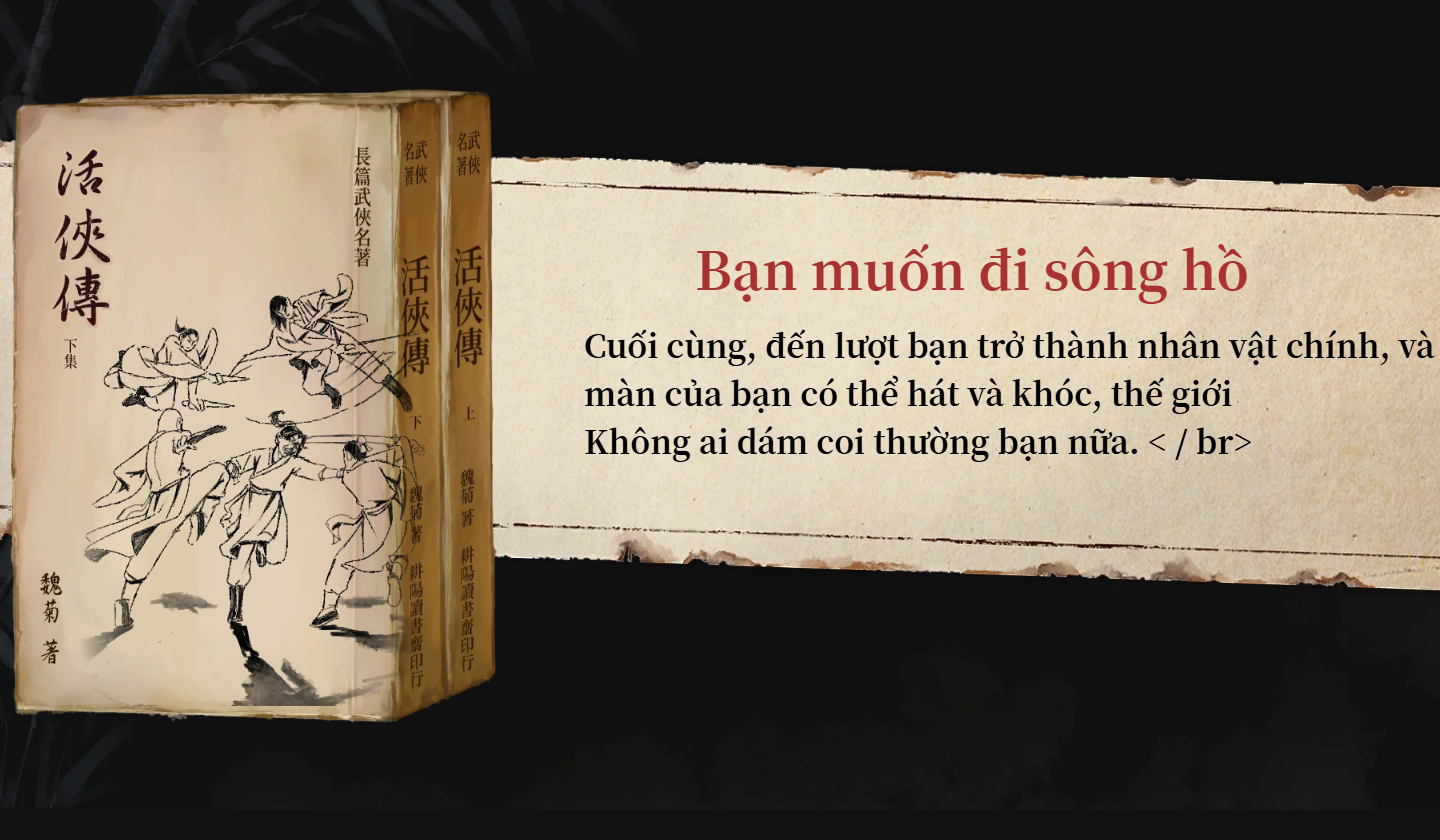 活俠傳
下集
魏菊 著
長篇武俠名著
武俠名著
活俠傳
下
魏菊 著
耕陽讀書齋印行
武俠名著
活俠傳
上
魏菊 著
耕陽讀書齋印行
Bạn muốn đi sông hồ
Cuối cùng, đến lượt bạn trở thành nhân vật chính, và
màn của bạn có thể hát và khóc, thế giới
Không ai dám coi thường bạn nữa. < / br>